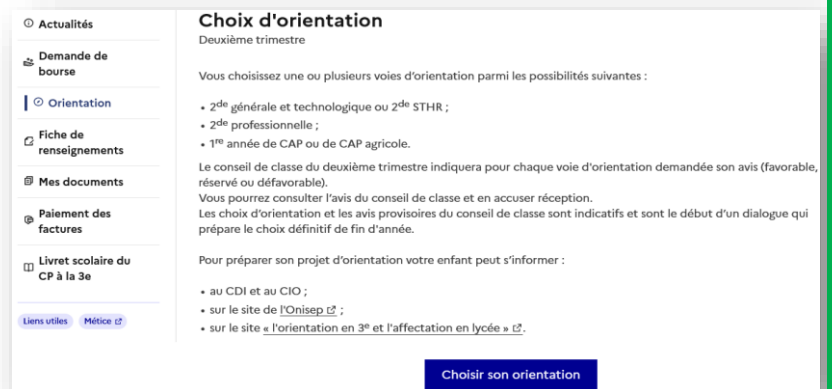 Actualités
Demande de
bourse
Orientation
Fiche de
renseignements
Mes documents
Paiement des
factures
Livret scolaire du
CP à la 3e
Liens utiles Métice
Choix d'orientation
Deuxième trimestre
Vous choisissez une ou plusieurs voies d'orientation parmi les possibilités suivantes :
• 2de générale et technologique ou 2de STHR ;
• 2de professionnelle ;
• 1re année de CAP ou de CAP agricole.
Le conseil de classe du deuxième trimestre indiquera pour chaque voie d'orientation demandée son avis (favorable,
réservé ou défavorable).
Vous pourrez consulter l'avis du conseil de classe et en accuser réception.
Les choix d'orientation et les avis provisoires du conseil de classe sont indicatifs et sont le début d'un dialogue qui
prépare le choix définitif de fin d'année.
Pour préparer son projet d'orientation votre enfant peut s'informer :
• au CDI et au CIO ;
• sur le site de l'Onisep ;
• sur le site « l'orientation en 3e et l'affectation en lycée ».
Choisir son orientation